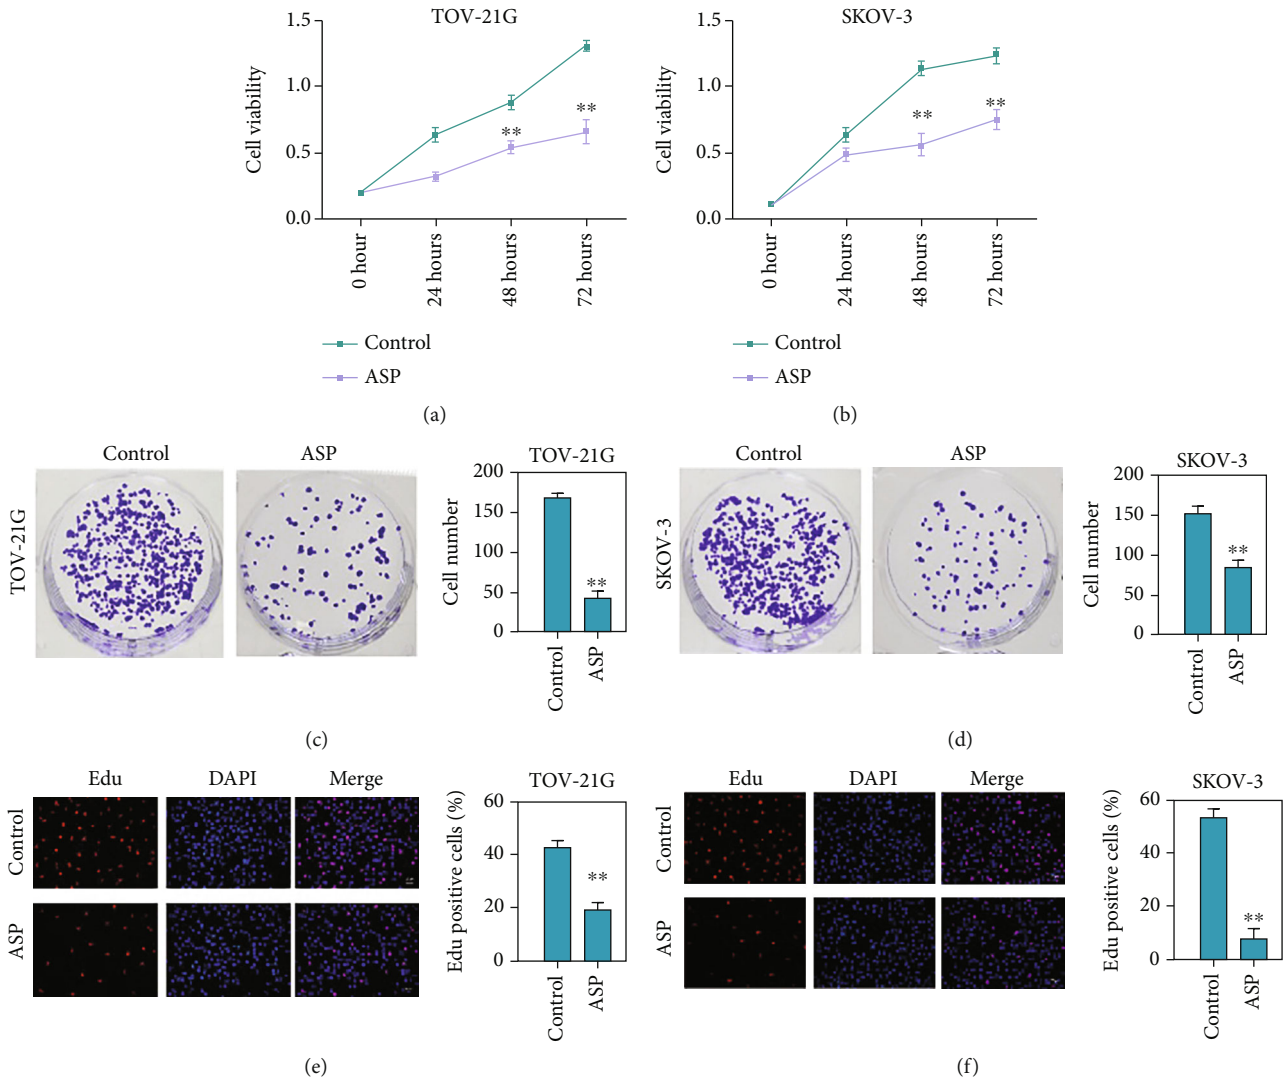 TOV-21G
SKOV-3
Cell viability
1.5
1.0
0.5
0.0
**
**
0 hour
24 hours
48 hours
72 hours
Control
ASP
(a)
Cell viability
1.5
1.0
0.5
0.0
**
**
0 hour
24 hours
48 hours
72 hours
Control
ASP
(b)
Control
ASP
TOV-21G
TOV-21G
Cell number
200
150
100
50
0
**
Control
ASP
(c)
Control
ASP
SKOV-3
SKOV-3
Cell number
200
150
100
50
0
**
Control
ASP
(d)
Edu
DAPI
Merge
Control
ASP
TOV-21G
Edu positive cells (%)
60
40
20
0
**
Control
ASP
(e)
Edu
DAPI
Merge
Control
ASP
SKOV-3
Edu positive cells (%)
60
40
20
0
**
Control
ASP
(f)